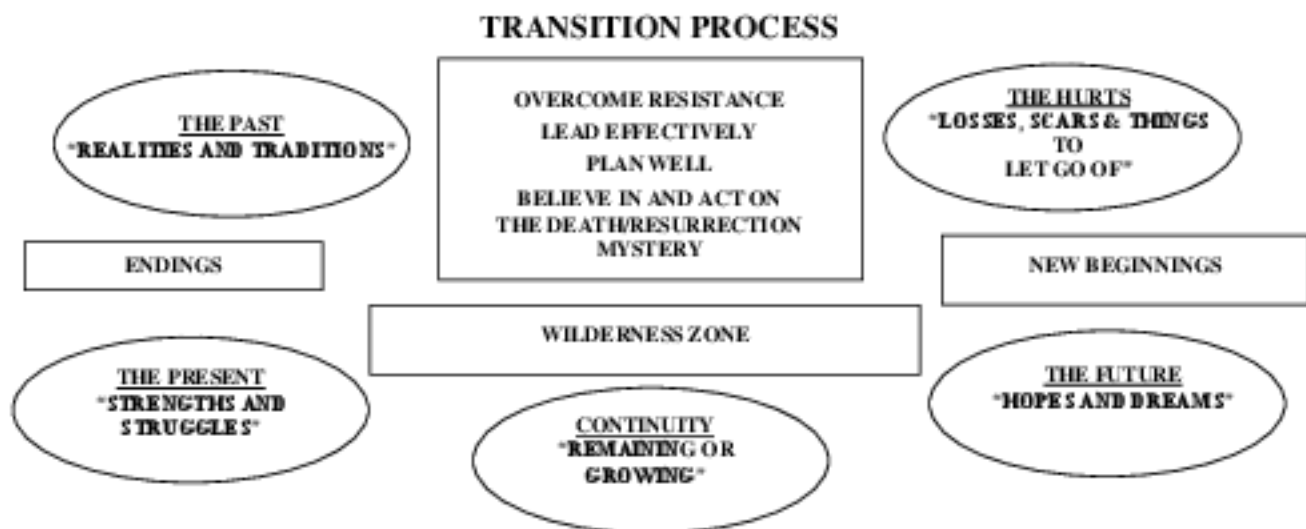 TRANSITION PROCESS
THE PAST
"REALITIES AND TRADITIONS"
OVERCOME RESISTANCE
LEAD EFFECTIVELY
PLAN WELL
BELIEVE IN AND ACT ON
THE DEATH/RESURRECTION
MYSTERY
THE HURTS
"LOSSES, SCARS & THINGS
TO
LET GO OF"
ENDINGS
NEW BEGINNINGS
WILDERNESS ZONE
THE PRESENT
"STRENGTHS AND
STRUGGLES"
CONTINUITY
"REMAINING OR
GROWING"
THE FUTURE
"HOPES AND DREAMS"